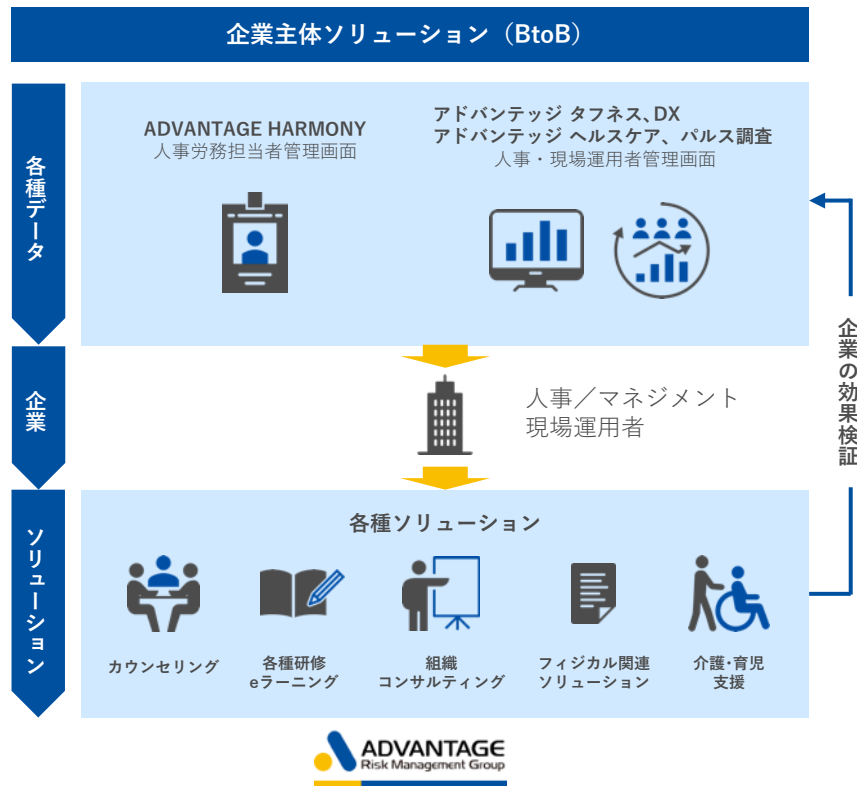 企業主体ソリューション（BtoB）
各種データ
ADVANTAGE HARMONY
人事労務担当者管理画面
アドバンテッジ タフネス、DX
アドバンテッジ ヘルスケア、パルス調査
人事・現場運用者管理画面
企業
人事／マネジメント
現場運用者
企業の効果検証
ソリューション
各種ソリューション
カウンセリング
各種研修
eラーニング
組織
コンサルティング
フィジカル関連
ソリューション
介護・育児
支援
ADVANTAGE
Risk Management Group